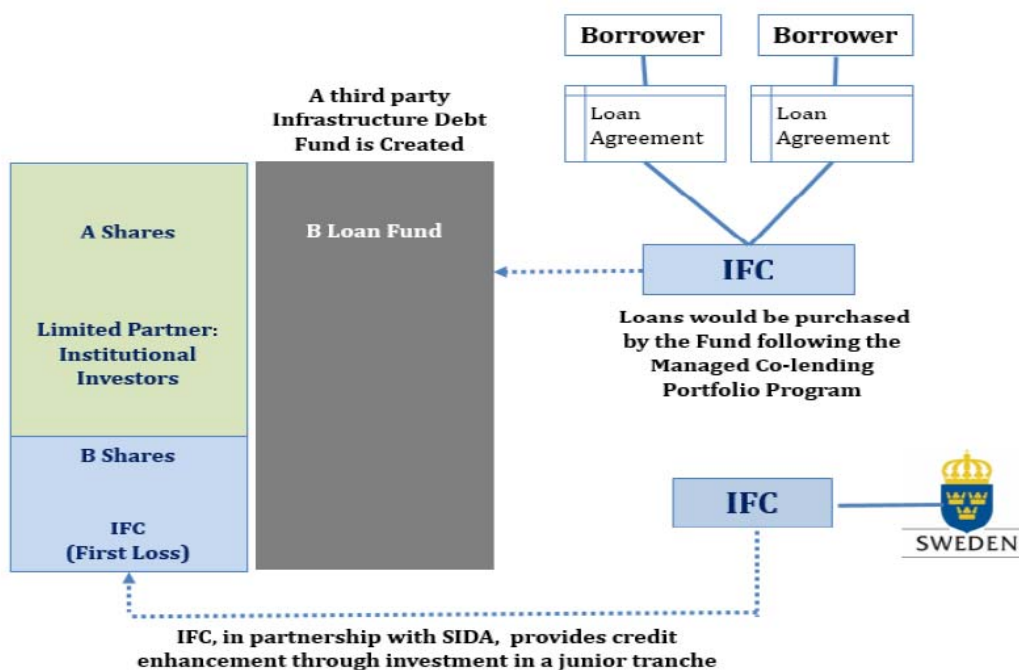 Borrower
Borrower
A third party
Infrastructure Debt
Fund is Created
Loan
Agreement
Loan
Agreement
A Shares
Limited Partner:
Institutional
Investors
B Shares
IFC
(First Loss)
B Loan Fund
IFC
Loans would be purchased
by the Fund following the
Managed Co-lending
Portfolio Program
IFC
SWEDEN
IFC, in partnership with SIDA, provides credit
enhancement through investment in a junior tranche